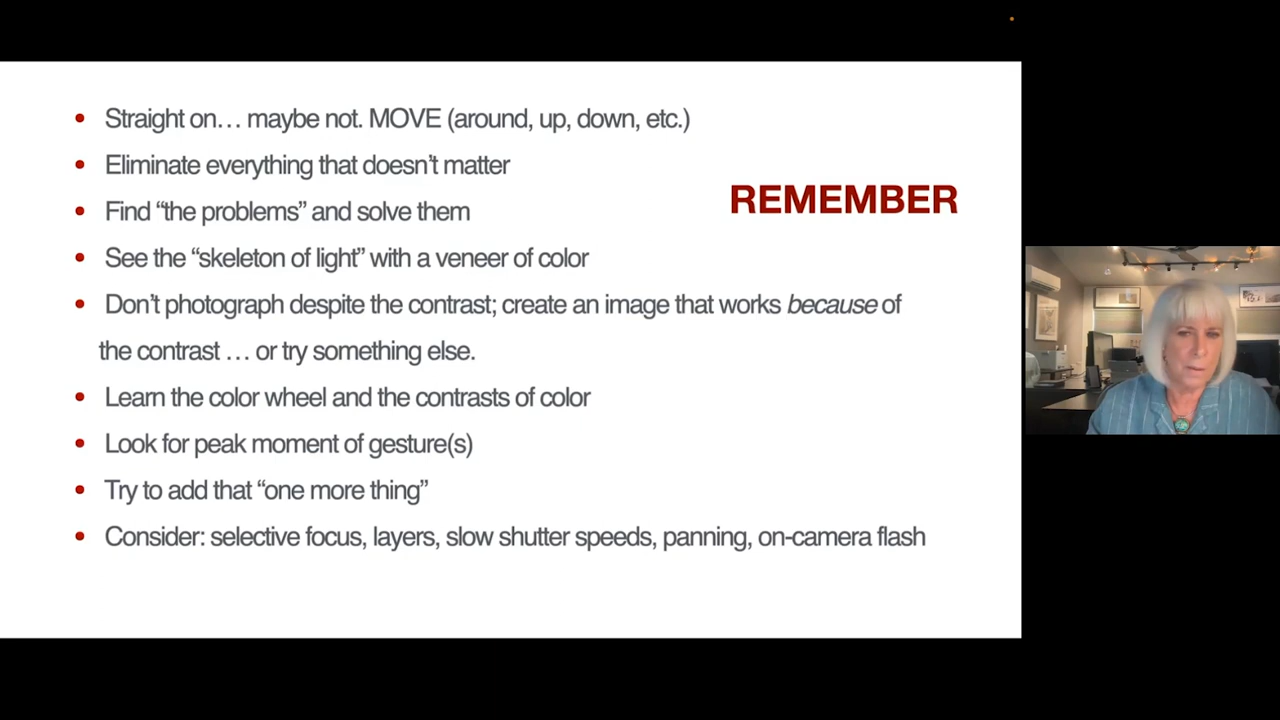 • Straight on… maybe not. MOVE (around, up, down, etc.)
• Eliminate everything that doesn’t matter
REMEMBER
• Find “the problems” and solve them
• See the “skeleton of light” with a veneer of color
• Don’t photograph despite the contrast; create an image that works because of
the contrast … or try something else.
• Learn the color wheel and the contrasts of color
• Look for peak moment of gesture(s)
• Try to add that “one more thing”
• Consider: selective focus, layers, slow shutter speeds, panning, on-camera flash